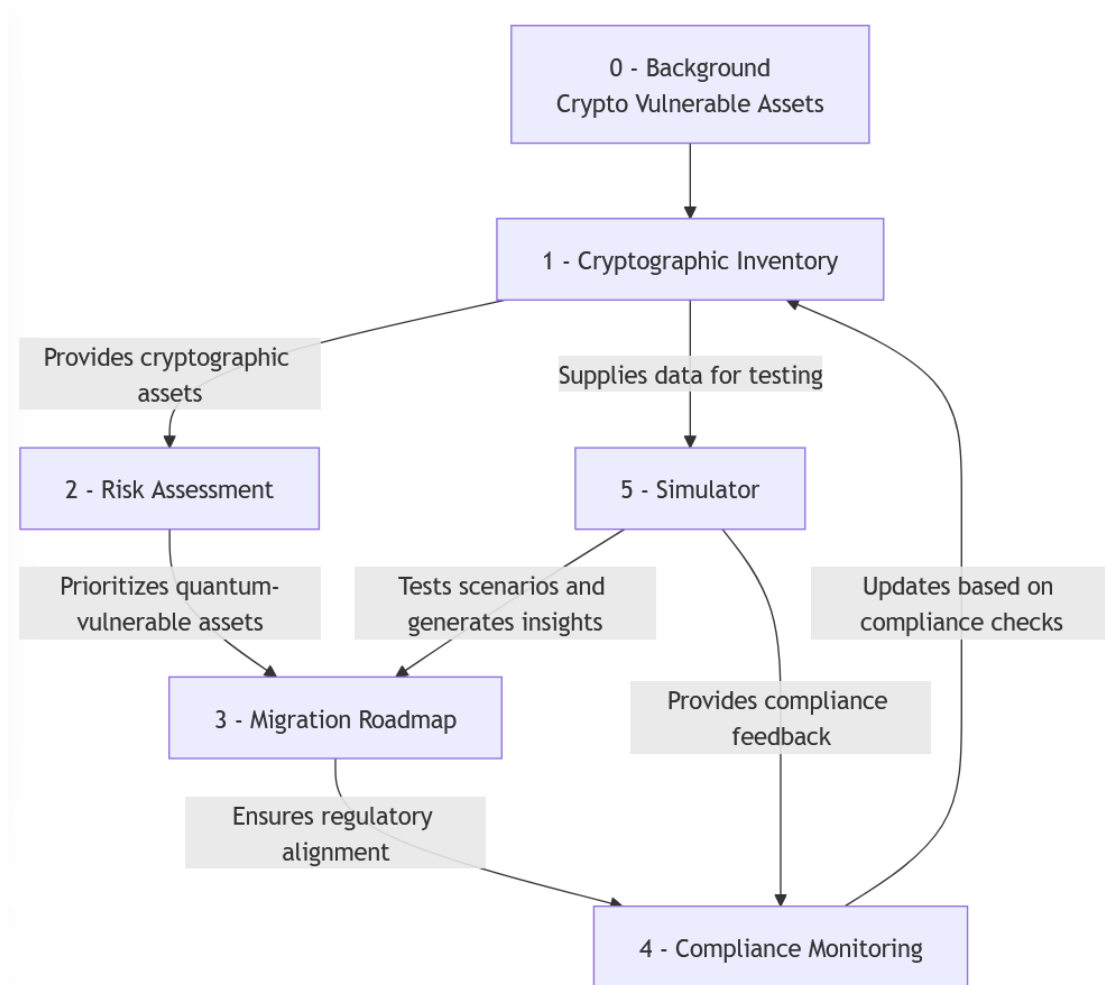 0 - Background
Crypto Vulnerable Assets
1 - Cryptographic Inventory
Provides cryptographic
assets
Supplies data for testing
2 - Risk Assessment
5 - Simulator
Prioritizes quantum-
vulnerable assets
Tests scenarios and
generates insights
Updates based on
compliance checks
3 - Migration Roadmap
Provides compliance
feedback
Ensures regulatory
alignment
4 - Compliance Monitoring